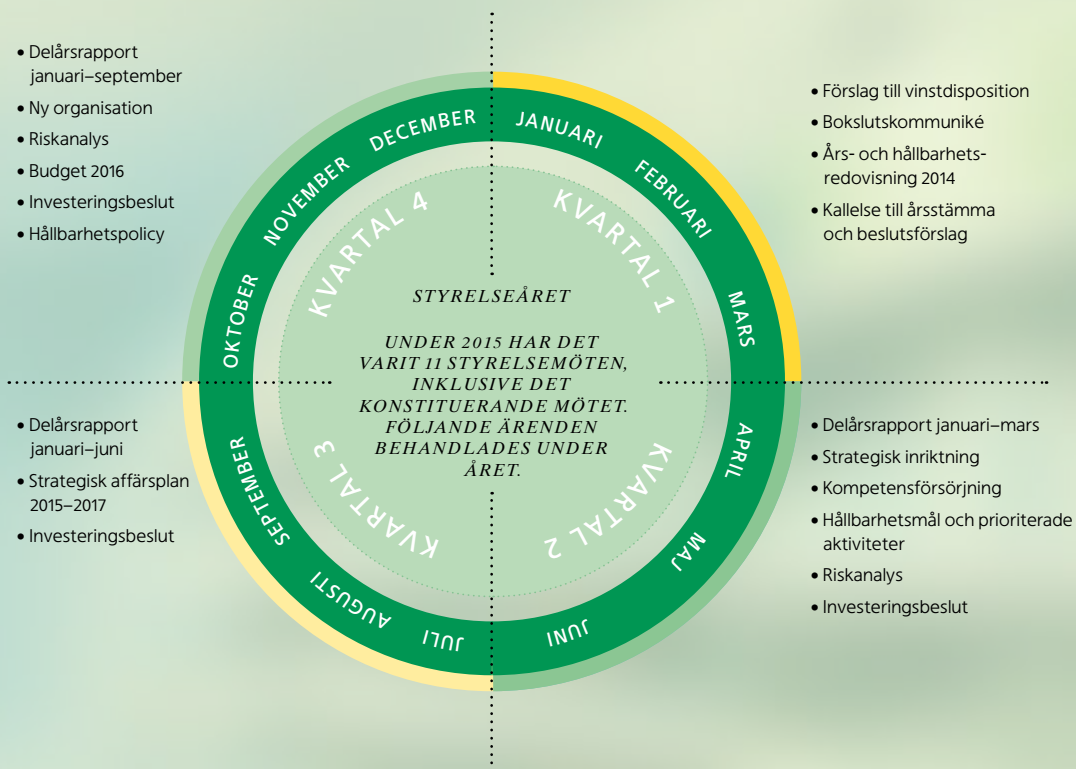 • Delårsrapport
januari–september
• Ny organisation
• Riskanalys
• Budget 2016
• Investeringsbeslut
• Hållbarhetspolicy
• Förslag till vinstdisposition
• Bokslutskommuniké
• Års- och hållbarhets-
redovisning 2014
• Kallelse till årsstämma
och beslutsförslag
JANUARI
FEBRUARI
MARS
APRIL
MAJ
JUNI
JULI
AUGUSTI
SEPTEMBER
OKTOBER
NOVEMBER
DECEMBER
KVARTAL 1
KVARTAL 2
KVARTAL 3
KVARTAL 4
STYRELSEÅRET
UNDER 2015 HAR DET
VARIT 11 STYRELSEMÖTEN,
INKLUSIVE DET
KONSTITUERANDE MÖTET.
FÖLJANDE ÄRENDEN
BEHANDLADES UNDER
ÅRET.
• Delårsrapport
januari–juni
• Strategisk affärsplan
2015–2017
• Investeringsbeslut
• Delårsrapport januari–mars
• Strategisk inriktning
• Kompetensförsörjning
• Hållbarhetsmål och prioriterade
aktiviteter
• Riskanalys
• Investeringsbeslut